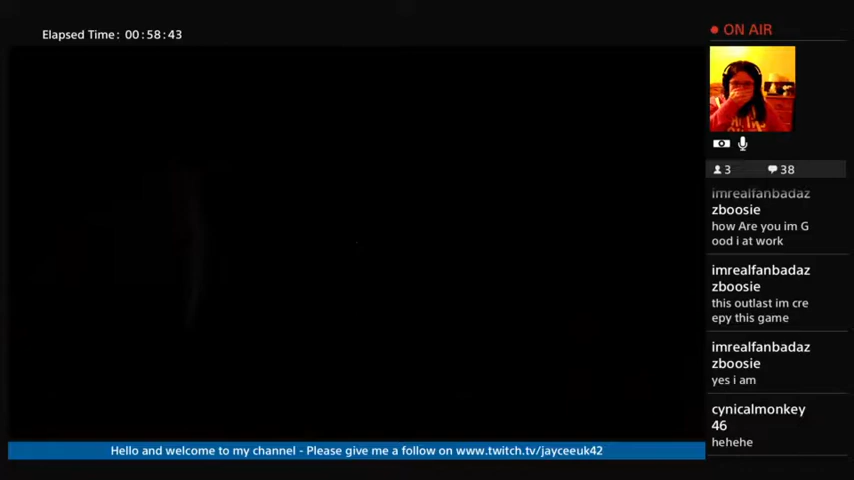 Elapsed Time: 00:58:43
ON AIR
3 38
imrealfanbadaz
zboosie
how Are you im G
ood i at work
imrealfanbadaz
zboosie
this outlast im cre
epy this game
imrealfanbadaz
zboosie
yes i am
cynicalmonkey
46
hehehe
Hello and welcome to my channel - Please give me a follow on www.twitch.tv/jayceeuk42